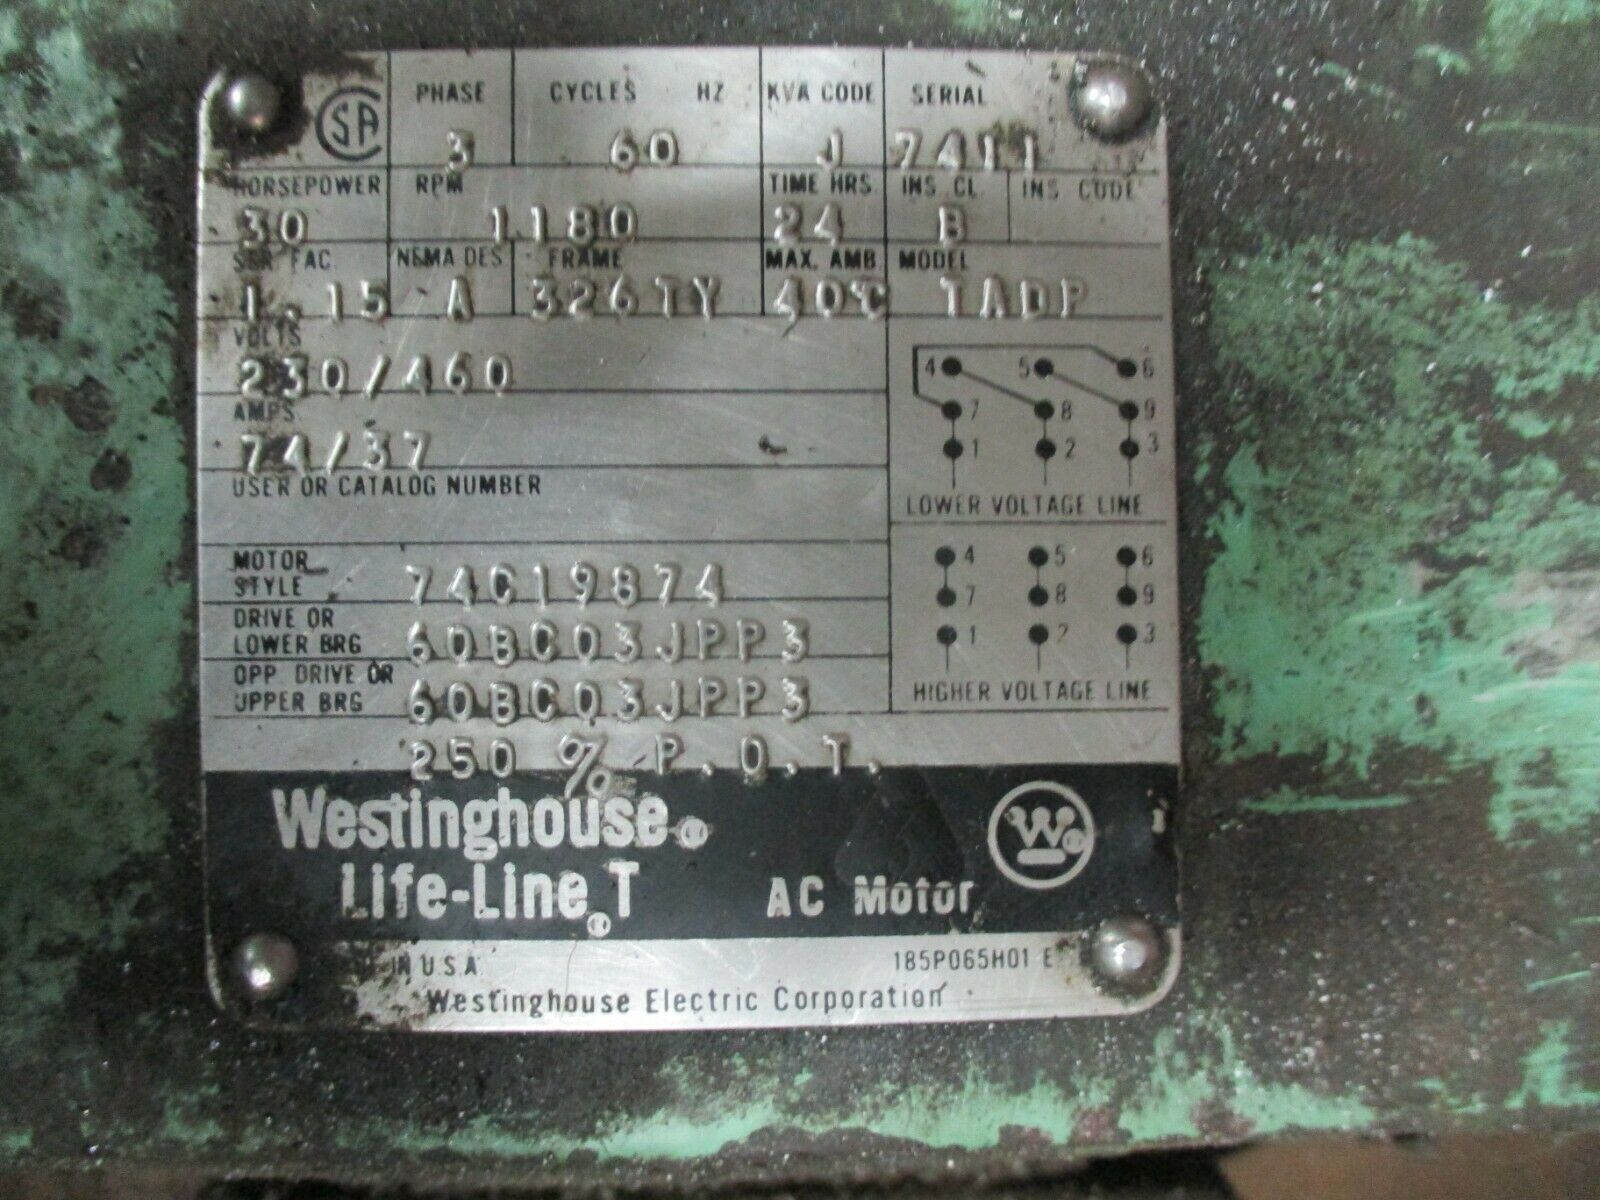 CSA PHASE CYCLES HZ KVA CODE SERIAL
3 60 J 7411
HORSEPOWER RPM TIME HRS INS. CL. INS. CODE
30 1180 24 B
SER FAC. NEMA DES FRAME MAX. AMB. MODEL
1.15 A 326TY 40°C TADP
VOLTS
230/460
AMPS.
74/37
USER OR CATALOG NUMBER
4 5 6
7 8 9
1 2 3
LOWER VOLTAGE LINE
MOTOR STYLE 74C19874
DRIVE OR LOWER BRG 60BC03JPP3
OPP. DRIVE OR UPPER BRG 60BC03JPP3
250 % P.O.T.
4 5 6
7 8 9
1 2 3
HIGHER VOLTAGE LINE
Westinghouse®
Life-Line® T AC Motor W
IN U.S.A. 185P065H01 E
Westinghouse Electric Corporation